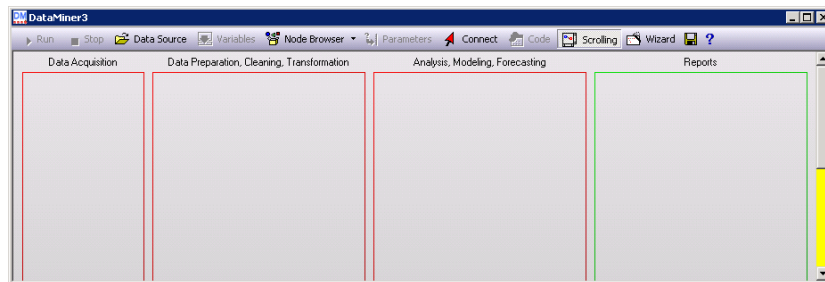 DM DataMiner3
Run Stop Data Source Variables Node Browser Parameters Connect Code Scrolling Wizard ?
Data Acquisition Data Preparation, Cleaning, Transformation Analysis, Modeling, Forecasting Reports